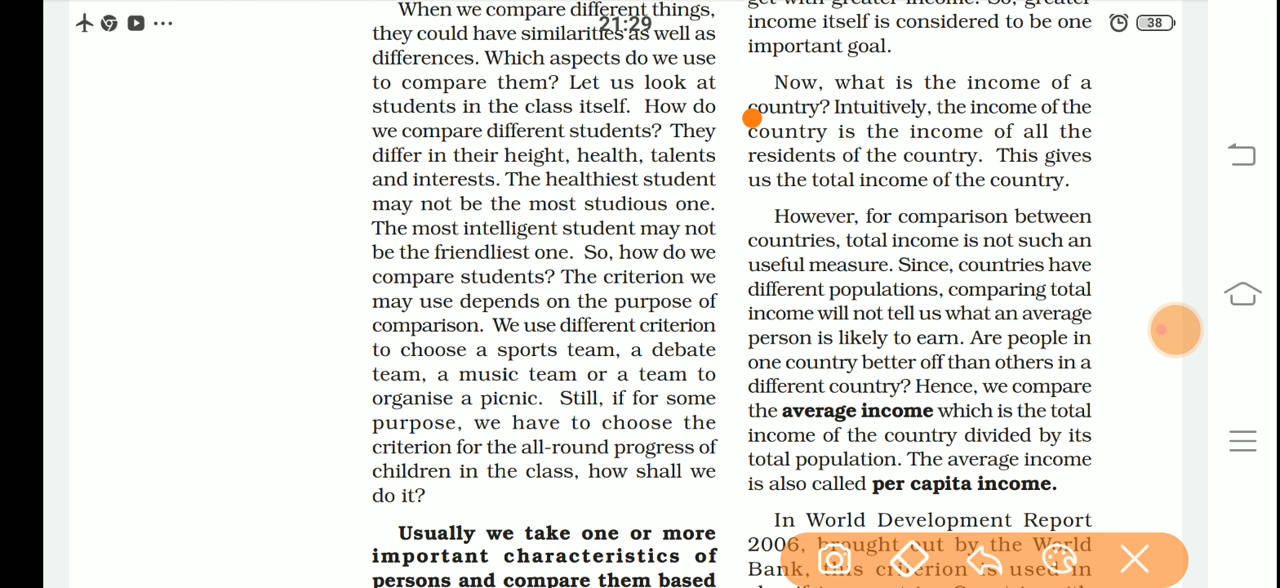 21:29
38
When we compare different things,
they could have similarities as well as
differences. Which aspects do we use
to compare them? Let us look at
students in the class itself. How do
we compare different students? They
differ in their height, health, talents
and interests. The healthiest student
may not be the most studious one.
The most intelligent student may not
be the friendliest one. So, how do we
compare students? The criterion we
may use depends on the purpose of
comparison. We use different criterion
to choose a sports team, a debate
team, a music team or a team to
organise a picnic. Still, if for some
purpose, we have to choose the
criterion for the all-round progress of
children in the class, how shall we
do it?
Usually we take one or more
important characteristics of
persons and compare them based
get with greater income. So, greater
income itself is considered to be one
important goal.
Now, what is the income of a
country? Intuitively, the income of the
country is the income of all the
residents of the country. This gives
us the total income of the country.
However, for comparison between
countries, total income is not such an
useful measure. Since, countries have
different populations, comparing total
income will not tell us what an average
person is likely to earn. Are people in
one country better off than others in a
different country? Hence, we compare
the average income which is the total
income of the country divided by its
total population. The average income
is also called per capita income.
In World Development Report
2006, brought out by the World
Bank, this criterion is used in